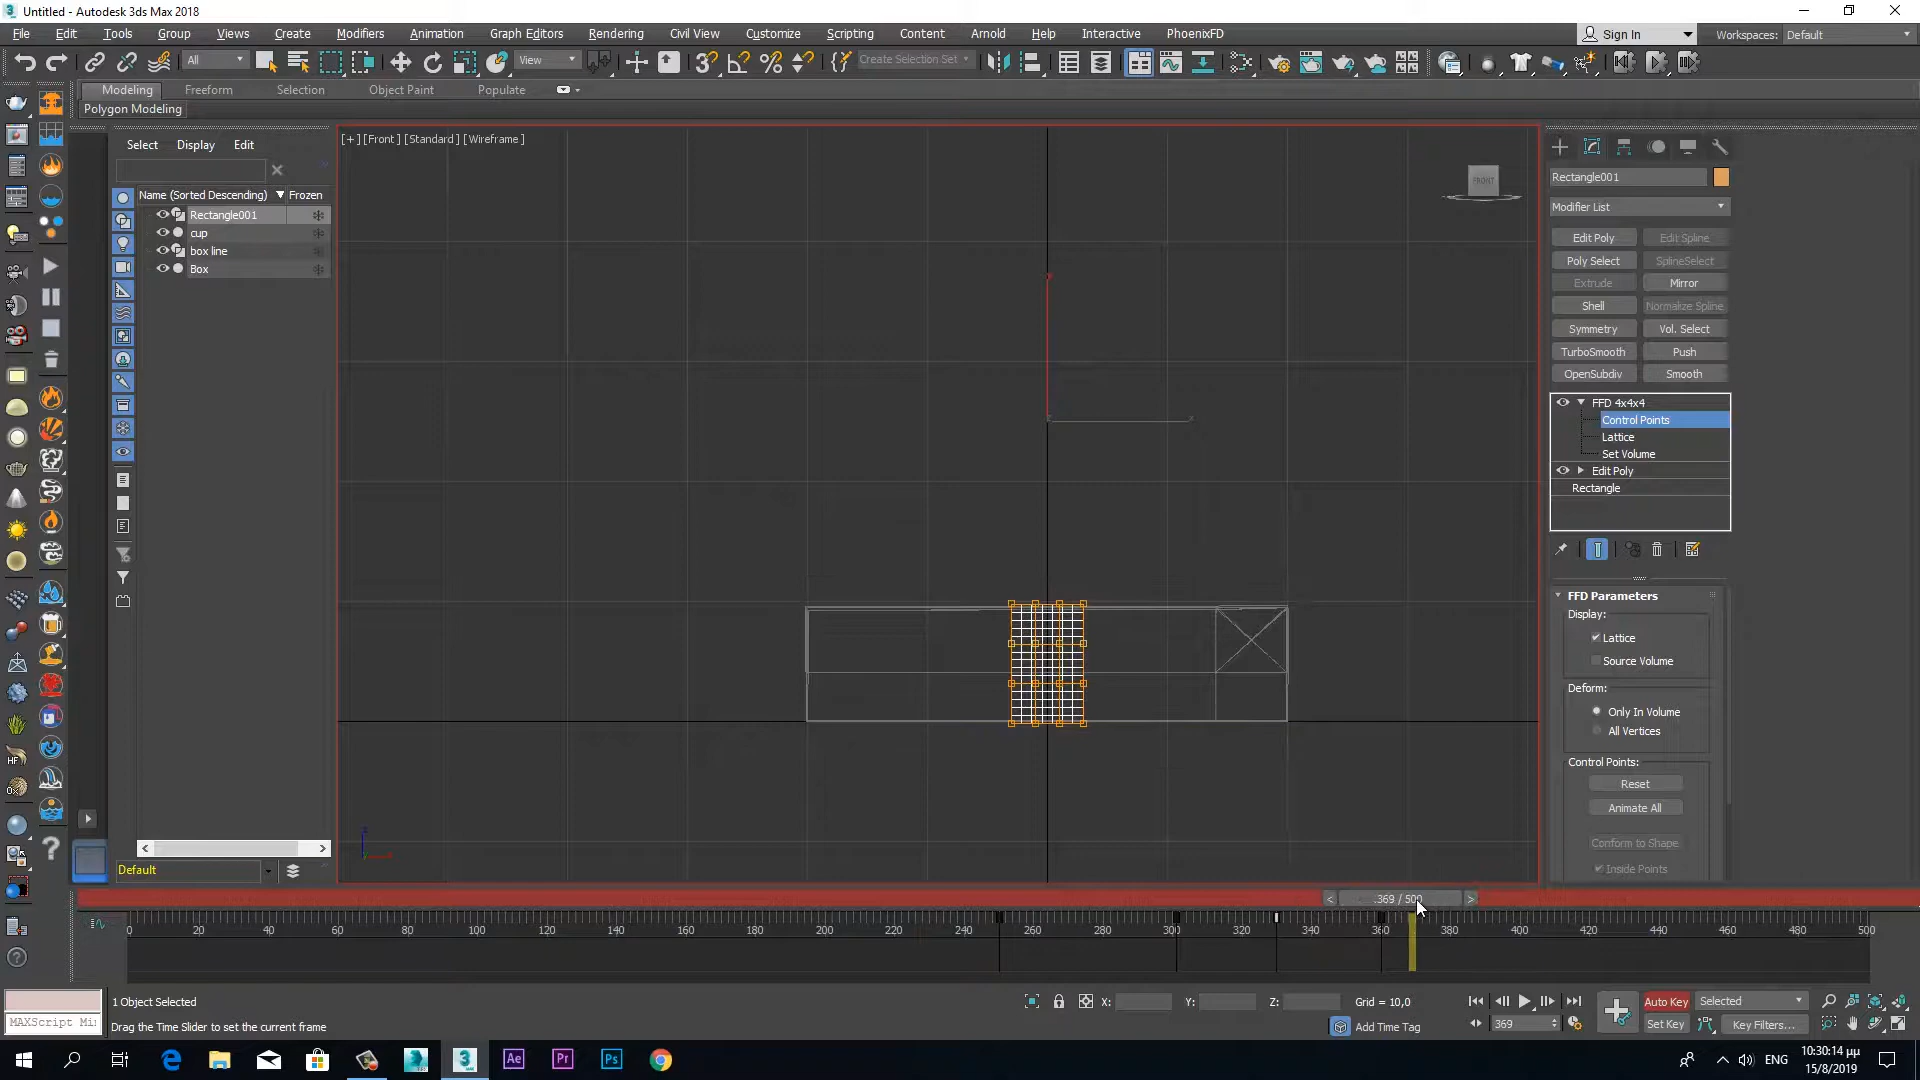 Untitled - Autodesk 3ds Max 2018
File Edit Tools Group Views Create Modifiers Animation Graph Editors Rendering Civil View Customize Scripting Content Arnold Help Interactive PhoenixFD Sign In Workspaces: Default
All View Create Selection Set
Modeling Freeform Selection Object Paint Populate
Polygon Modeling
Select Display Edit
[+] [Front] [Standard] [Wireframe]
FRONT
Name (Sorted Descending) Frozen
Rectangle001
cup
box line
Box
Rectangle001
Modifier List
Edit Poly Edit Spline
Poly Select SplineSelect
Extrude Mirror
Shell Normalize Spline
Symmetry Vol. Select
TurboSmooth Push
OpenSubdiv Smooth
FFD 4x4x4
Control Points
Lattice
Set Volume
Edit Poly
Rectangle
FFD Parameters
Display:
Lattice
Source Volume
Deform:
Only In Volume
All Vertices
Control Points:
Reset
Animate All
Conform to Shape
Inside Points
Default
< 369 / 500 >
0 20 40 60 80 100 120 140 160 180 200 220 240 260 280 300 320 340 360 380 400 420 440 460 480 500
1 Object Selected X: Y: Z: Grid = 10,0 Auto Key Selected
MAXScript Mi Drag the Time Slider to set the current frame Add Time Tag 369 Set Key Key Filters...
Ae Pr Ps ENG 10:30:14 μμ
15/8/2019